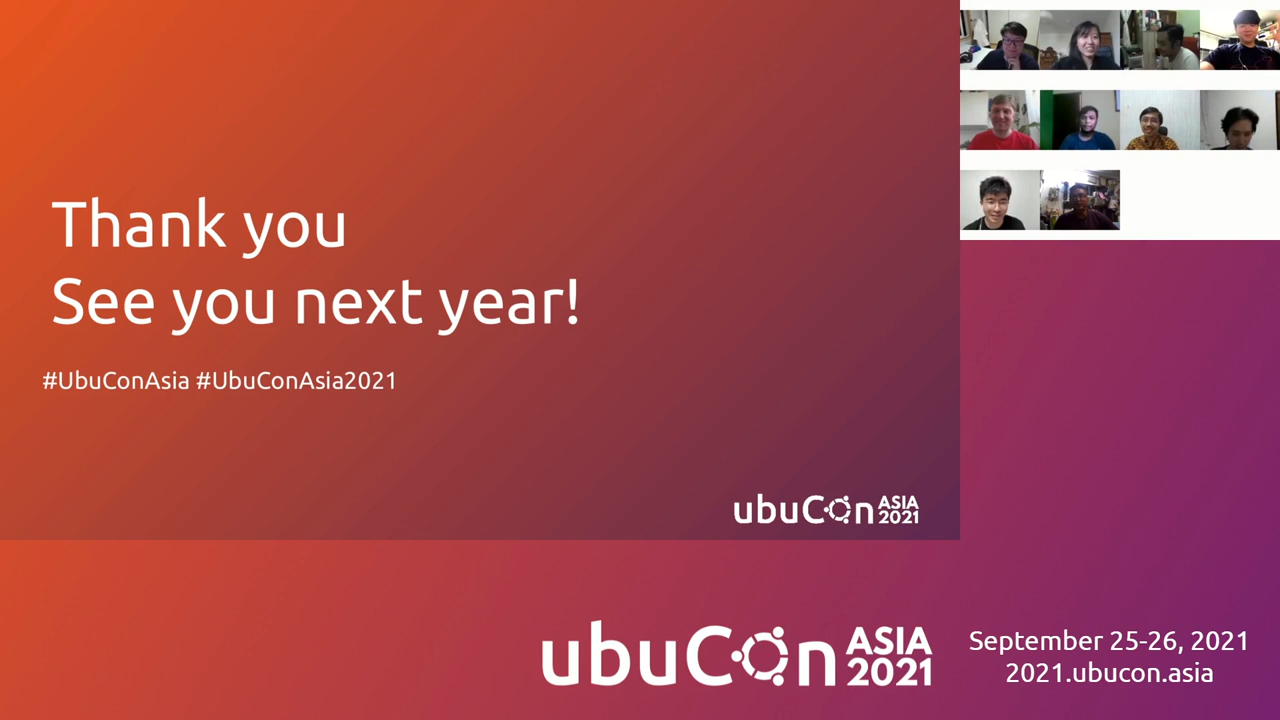 Thank you
See you next year!
#UbuConAsia #UbuConAsia2021
ubuCon ASIA 2021
ubuCon ASIA 2021
September 25-26, 2021
2021.ubucon.asia